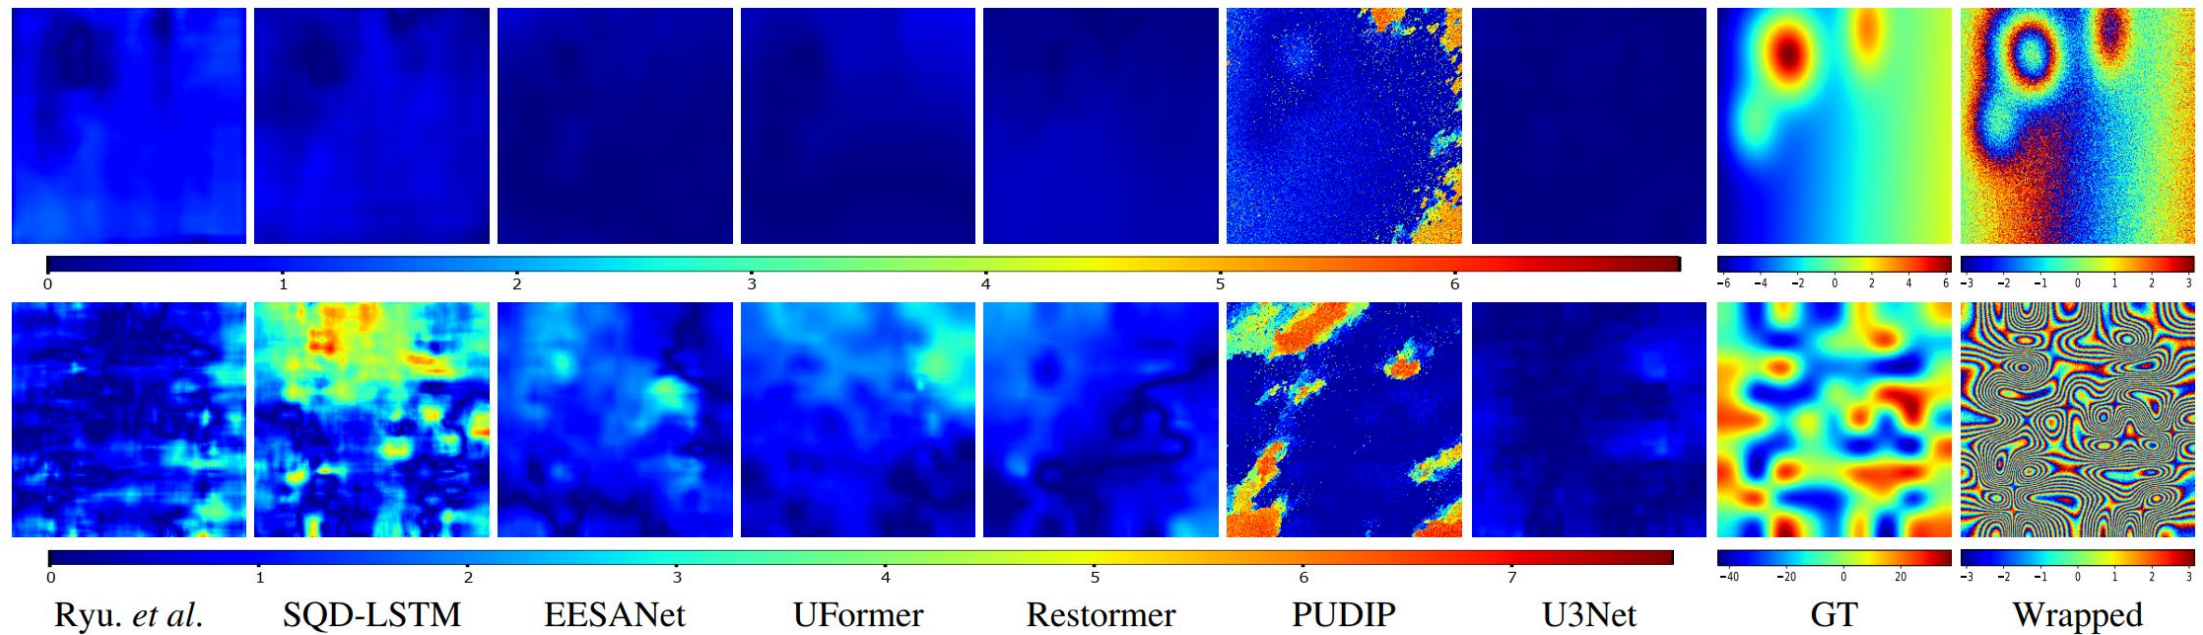 0 1 2 3 4 5 6
−6 −4 −2 0 2 4 6
−3 −2 −1 0 1 2 3
0 1 2 3 4 5 6 7
−40 −20 0 20
−3 −2 −1 0 1 2 3
Ryu. et al. SQD-LSTM EESANet UFormer Restormer PUDIP U3Net GT Wrapped